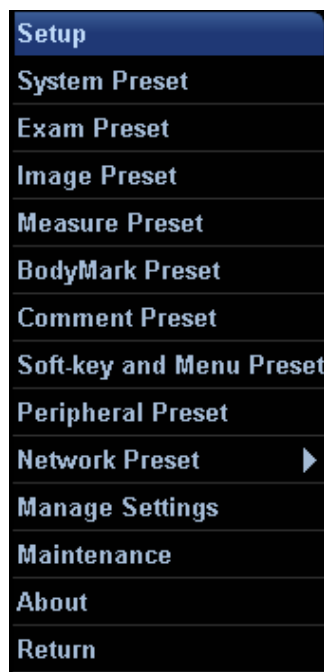 Setup
System Preset
Exam Preset
Image Preset
Measure Preset
BodyMark Preset
Comment Preset
Soft-key and Menu Preset
Peripheral Preset
Network Preset
Manage Settings
Maintenance
About
Return